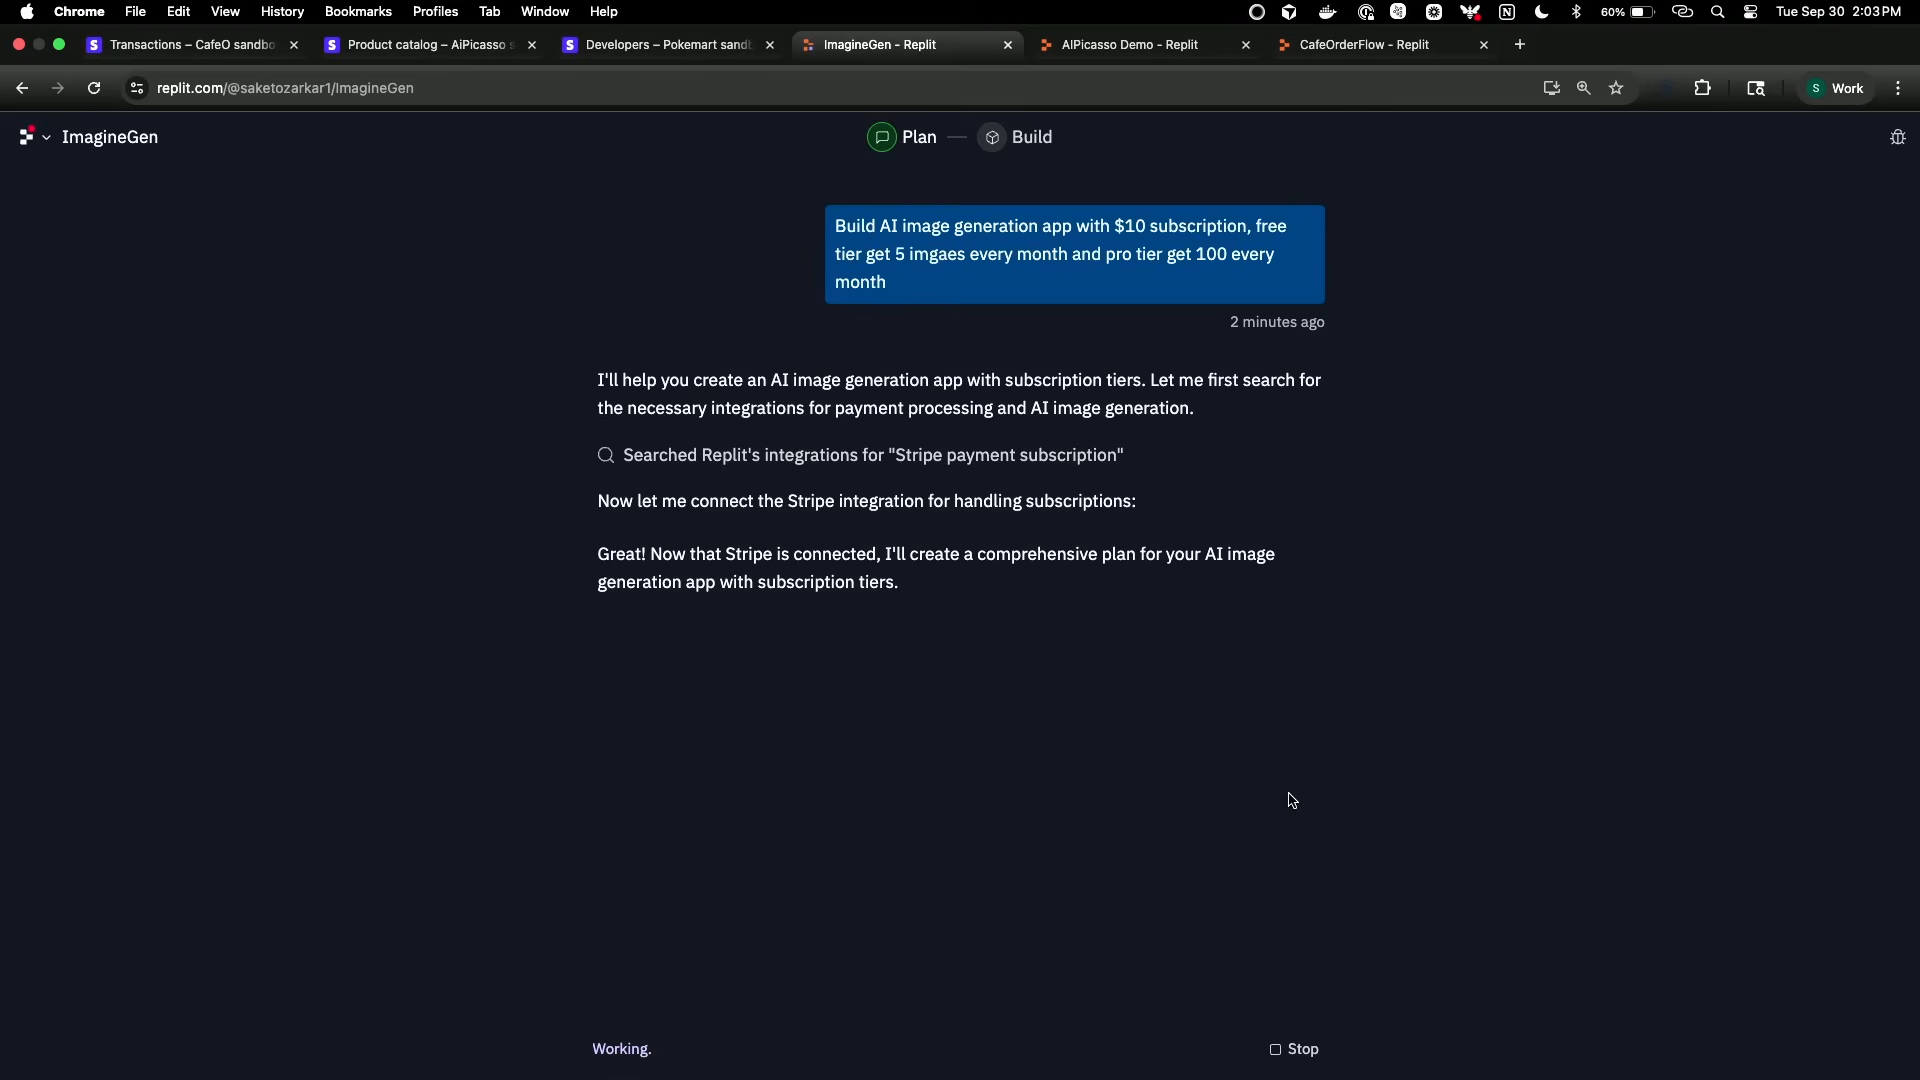 Chrome File Edit View History Bookmarks Profiles Tab Window Help 60% Tue Sep 30 2:03 PM
Transactions – CafeO sandbo Product catalog – AiPicasso s Developers – Pokemart sandb ImagineGen - Replit AIPicasso Demo - Replit CafeOrderFlow - Replit
replit.com/@saketozarkar1/ImagineGen S Work
ImagineGen Plan Build
Build AI image generation app with $10 subscription, free
tier get 5 imgaes every month and pro tier get 100 every
month
2 minutes ago
I'll help you create an AI image generation app with subscription tiers. Let me first search for
the necessary integrations for payment processing and AI image generation.
Searched Replit's integrations for "Stripe payment subscription"
Now let me connect the Stripe integration for handling subscriptions:
Great! Now that Stripe is connected, I'll create a comprehensive plan for your AI image
generation app with subscription tiers.
Working. Stop